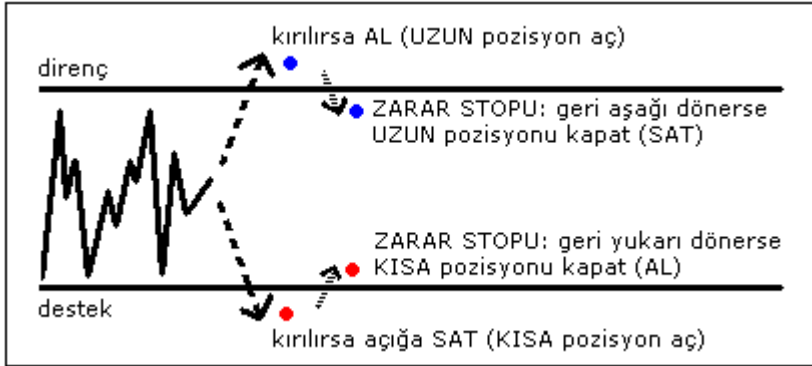 kırılırsa AL (UZUN pozisyon aç)
direnç
ZARAR STOPU: geri aşağı dönerse
UZUN pozisyonu kapat (SAT)
ZARAR STOPU: geri yukarı dönerse
KISA pozisyonu kapat (AL)
destek
kırılırsa açığa SAT (KISA pozisyon aç)